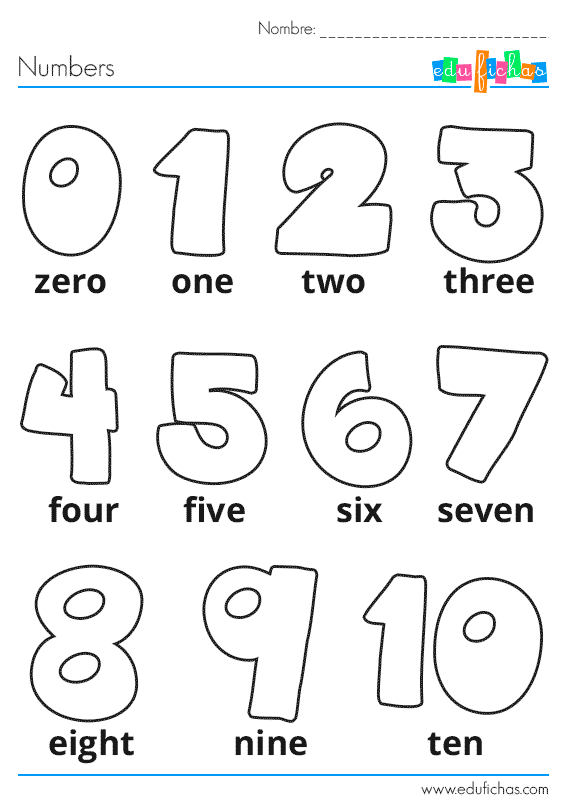 Nombre: ___________________________
Numbers
edufichas
0 1 2 3
zero one two three
4 5 6 7
four five six seven
8 9 10
eight nine ten
www.edufichas.com